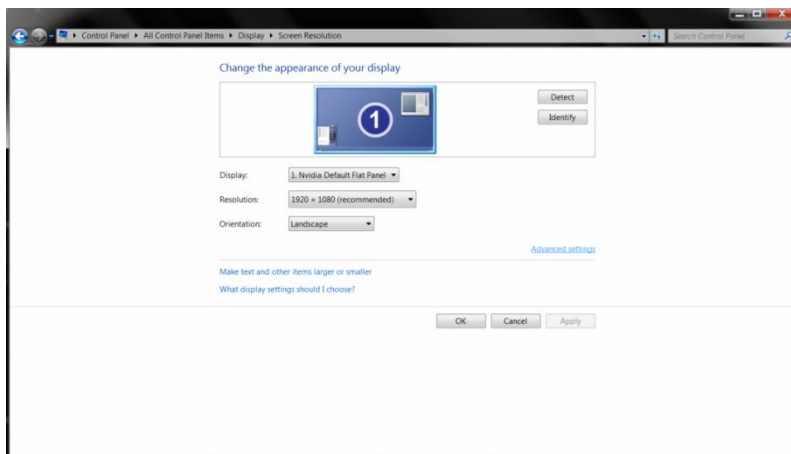 Control Panel ▸ All Control Panel Items ▸ Display ▸ Screen Resolution
Search Control Panel
Change the appearance of your display
1
Detect
Identify
Display:
1. Nvidia Default Flat Panel
Resolution:
1920 × 1080 (recommended)
Orientation:
Landscape
Advanced settings
Make text and other items larger or smaller
What display settings should I choose?
OK
Cancel
Apply